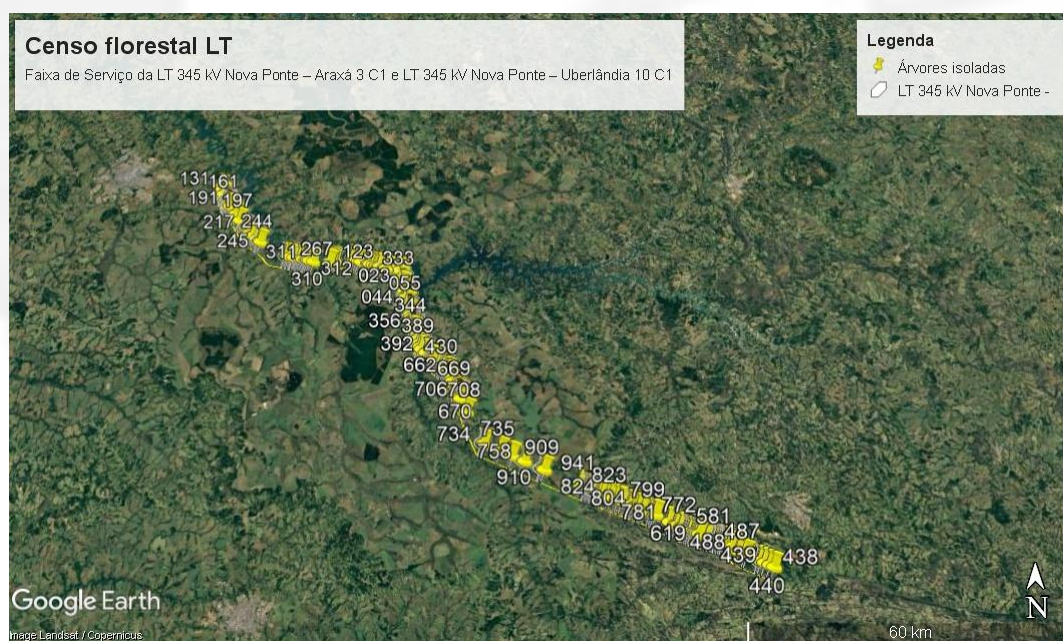 Censo florestal LT
Faixa de Serviço da LT 345 kV Nova Ponte – Araxá 3 C1 e LT 345 kV Nova Ponte – Uberlândia 10 C1
Legenda
Árvores isoladas
LT 345 kV Nova Ponte -
131 161
191 197
217 244
245
311 267 123 333
310 312 023 055
044 344
356 389
392 430
662 669
706 708
670
734 735
758 909
910 941 823
824 804 799
781 772 581
619 488 487
439 438
440
Google Earth
Image Landsat / Copernicus
N
60 km